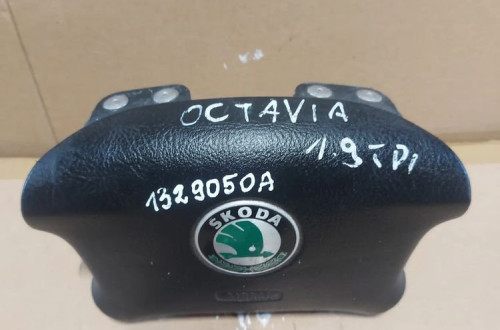 OCTAVIA
1.9 TDI
1329050A
SKODA